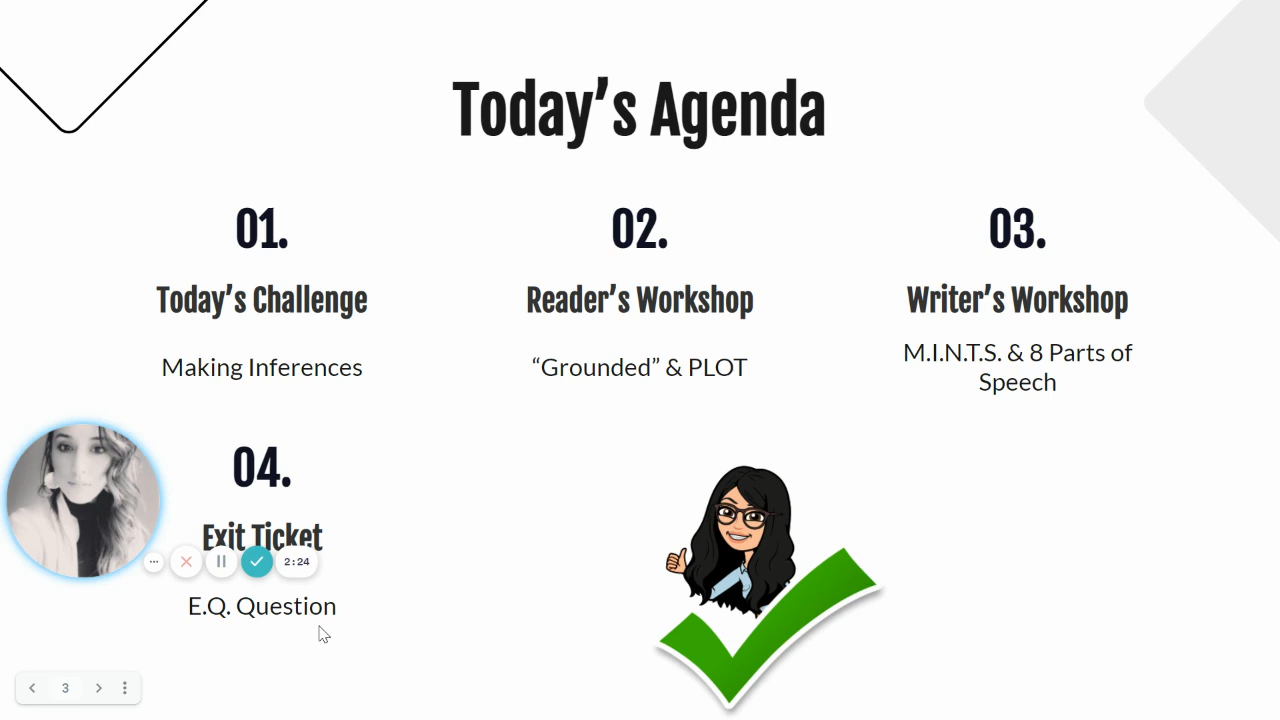 Today’s Agenda
01.
Today’s Challenge
Making Inferences
02.
Reader’s Workshop
“Grounded” & PLOT
03.
Writer’s Workshop
M.I.N.T.S. & 8 Parts of
Speech
04.
Exit Ticket
2:24
E.Q. Question
3